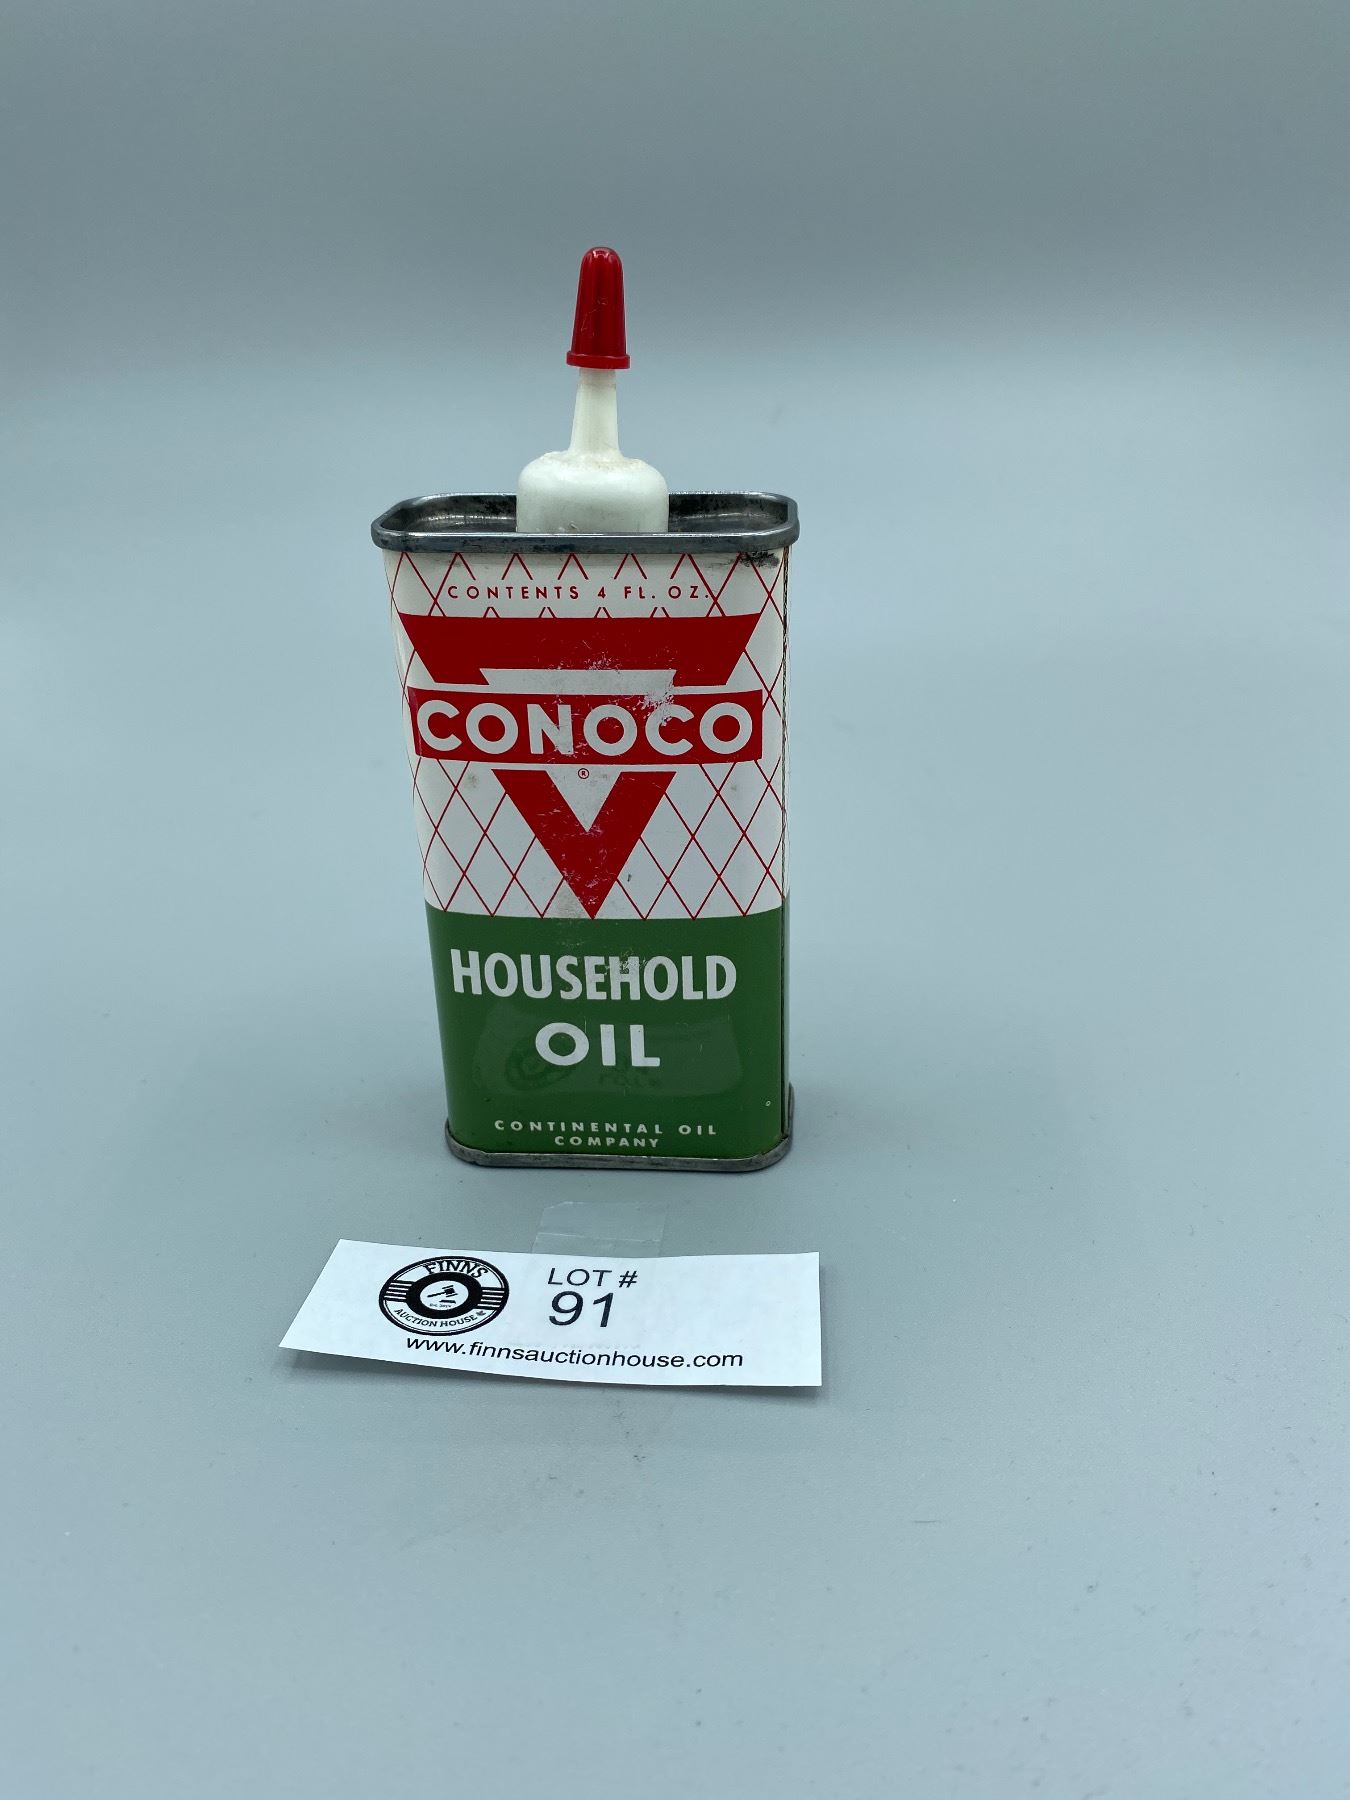 CONTENTS 4 FL. OZ.
CONOCO
®
HOUSEHOLD
OIL
CONTINENTAL OIL
COMPANY
FINNS
AUCTION HOUSE
LOT #
91
www.finnsauctionhouse.com